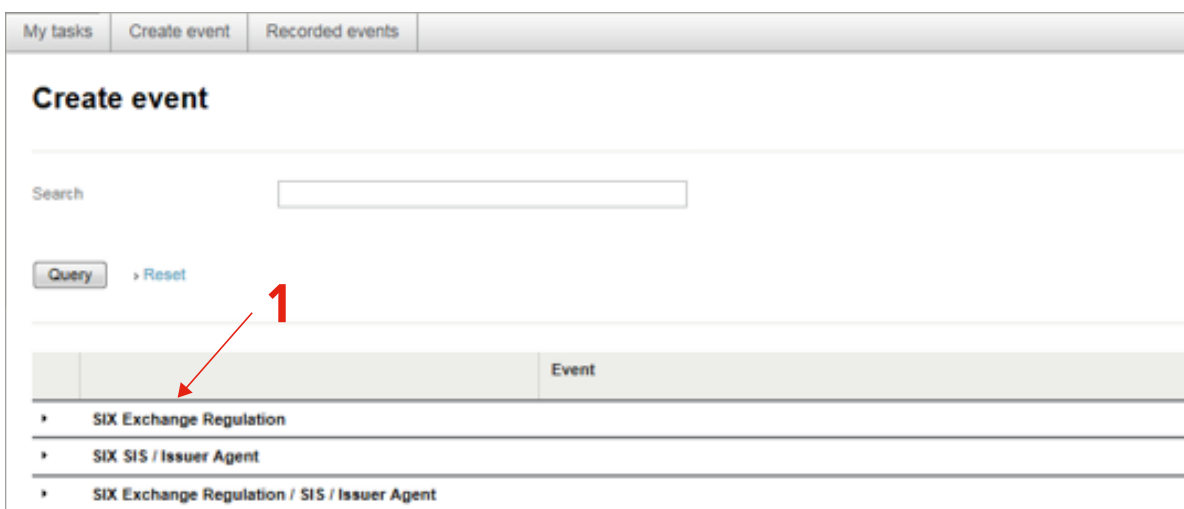 My tasks Create event Recorded events
Create event
Search
Query › Reset
1
Event
SIX Exchange Regulation
SIX SIS / Issuer Agent
SIX Exchange Regulation / SIS / Issuer Agent